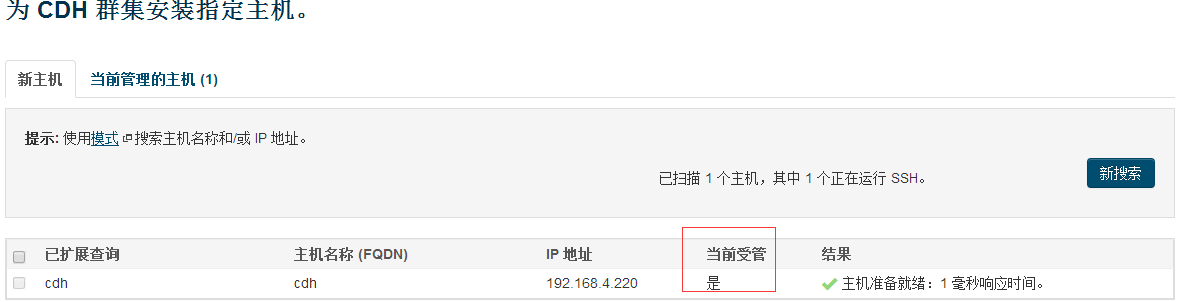 为 CDH 群集安装指定主机。
新主机 当前管理的主机 (1)
提示: 使用模式 搜索主机名称和/或 IP 地址。
已扫描 1 个主机，其中 1 个正在运行 SSH。
新搜索
已扩展查询 主机名称 (FQDN) IP 地址 当前受管 结果
cdh cdh 192.168.4.220 是 主机准备就绪：1 毫秒响应时间。